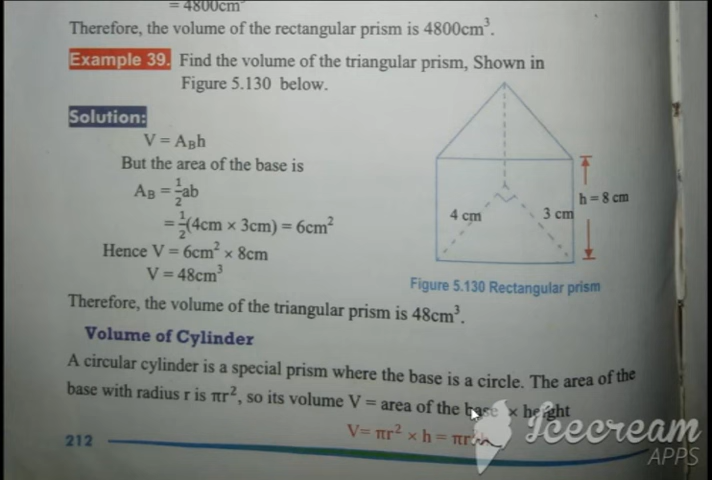 = 4800cm³
Therefore, the volume of the rectangular prism is 4800cm³.
Example 39. Find the volume of the triangular prism, Shown in
Figure 5.130 below.
Solution:
V = A_Bh
But the area of the base is
A_B = ½ab
= ½(4cm × 3cm) = 6cm²
Hence V = 6cm² × 8cm
V = 48cm³
4 cm
3 cm
h = 8 cm
Figure 5.130 Rectangular prism
Therefore, the volume of the triangular prism is 48cm³.
Volume of Cylinder
A circular cylinder is a special prism where the base is a circle. The area of the
base with radius r is πr², so its volume V = area of the base × height
V= πr² × h = πr²h
212
Icecream
APPS